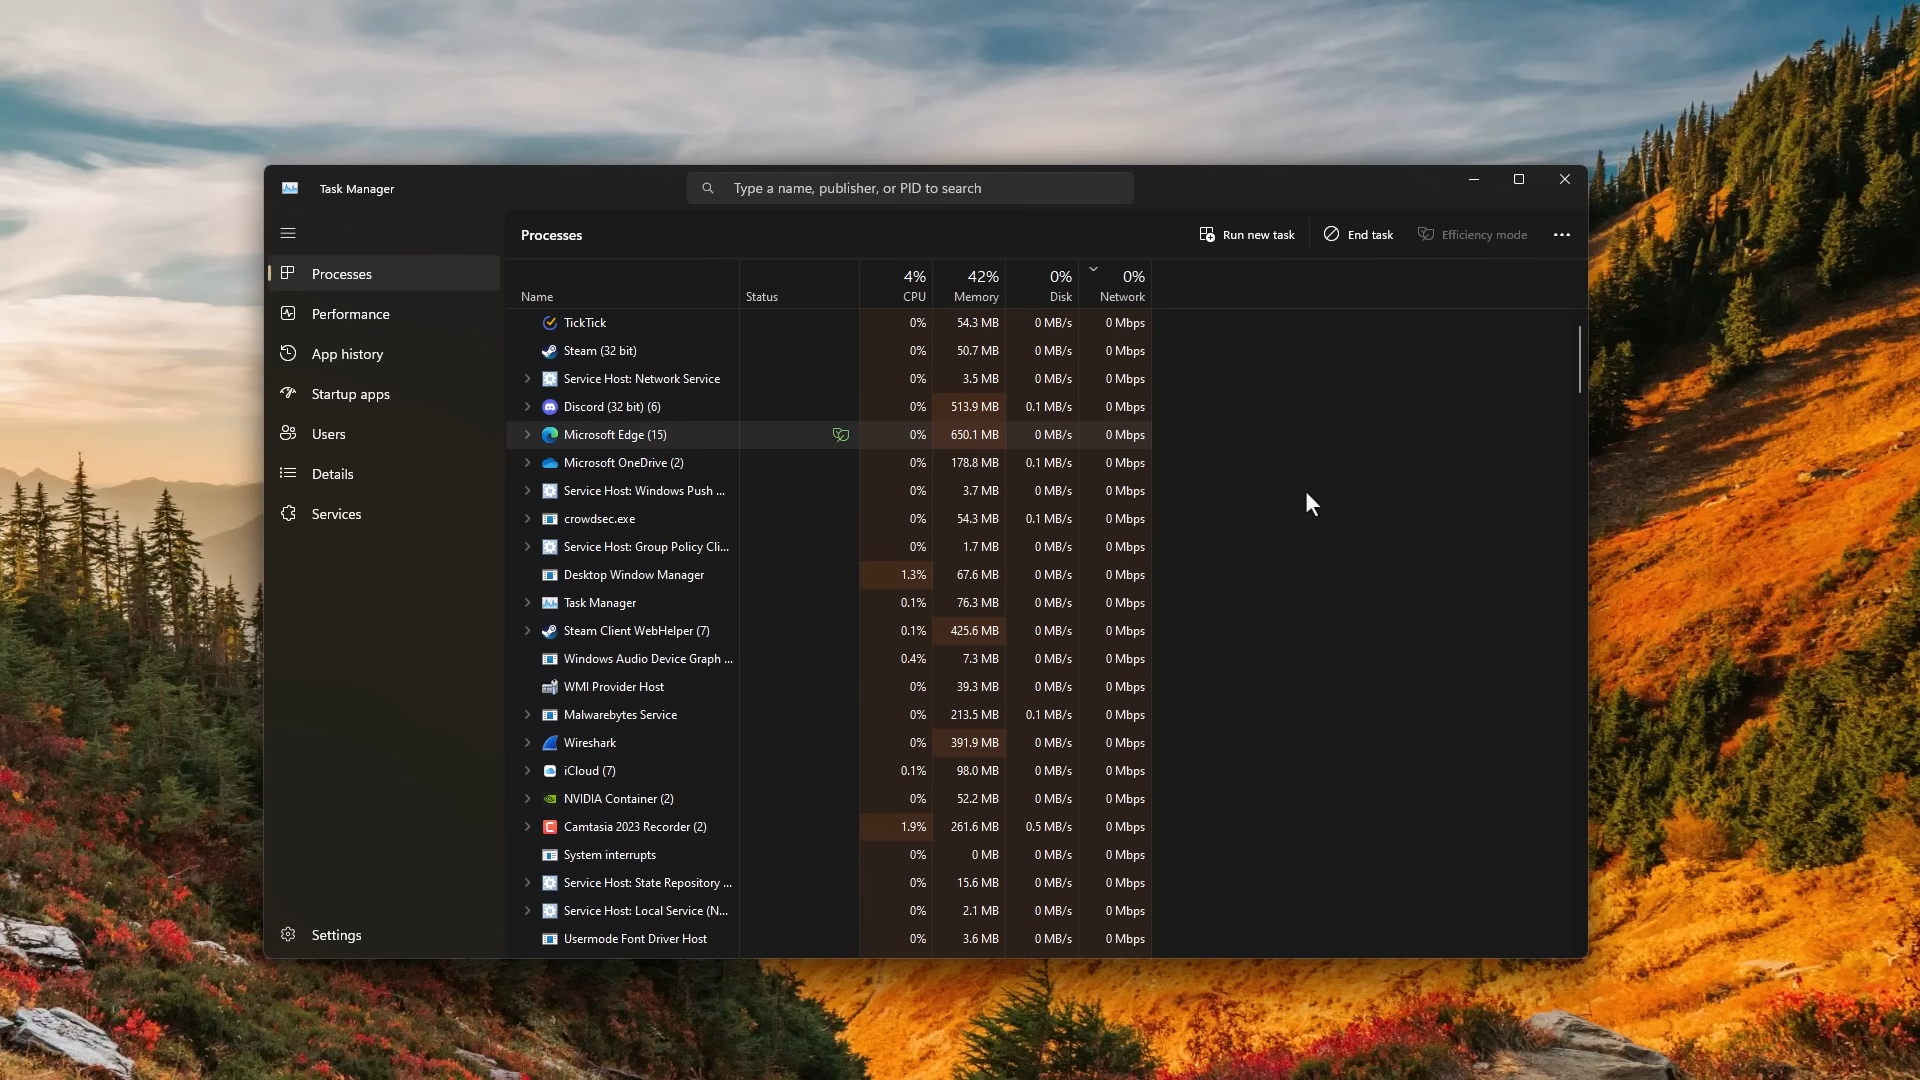 Task Manager
Type a name, publisher, or PID to search
Processes
Run new task
End task
Efficiency mode
Processes
Performance
App history
Startup apps
Users
Details
Services
Settings
4% 42% 0% 0%
Name Status CPU Memory Disk Network
TickTick 0% 54.3 MB 0 MB/s 0 Mbps
Steam (32 bit) 0% 50.7 MB 0 MB/s 0 Mbps
Service Host: Network Service 0% 3.5 MB 0 MB/s 0 Mbps
Discord (32 bit) (6) 0% 513.9 MB 0.1 MB/s 0 Mbps
Microsoft Edge (15) 0% 650.1 MB 0 MB/s 0 Mbps
Microsoft OneDrive (2) 0% 178.8 MB 0.1 MB/s 0 Mbps
Service Host: Windows Push ... 0% 3.7 MB 0 MB/s 0 Mbps
crowdsec.exe 0% 54.3 MB 0.1 MB/s 0 Mbps
Service Host: Group Policy Cli... 0% 1.7 MB 0 MB/s 0 Mbps
Desktop Window Manager 1.3% 67.6 MB 0 MB/s 0 Mbps
Task Manager 0.1% 76.3 MB 0 MB/s 0 Mbps
Steam Client WebHelper (7) 0.1% 425.6 MB 0 MB/s 0 Mbps
Windows Audio Device Graph ... 0.4% 7.3 MB 0 MB/s 0 Mbps
WMI Provider Host 0% 39.3 MB 0 MB/s 0 Mbps
Malwarebytes Service 0% 213.5 MB 0.1 MB/s 0 Mbps
Wireshark 0% 391.9 MB 0 MB/s 0 Mbps
iCloud (7) 0.1% 98.0 MB 0 MB/s 0 Mbps
NVIDIA Container (2) 0% 52.2 MB 0 MB/s 0 Mbps
Camtasia 2023 Recorder (2) 1.9% 261.6 MB 0.5 MB/s 0 Mbps
System interrupts 0% 0 MB 0 MB/s 0 Mbps
Service Host: State Repository ... 0% 15.6 MB 0 MB/s 0 Mbps
Service Host: Local Service (N... 0% 2.1 MB 0 MB/s 0 Mbps
Usermode Font Driver Host 0% 3.6 MB 0 MB/s 0 Mbps